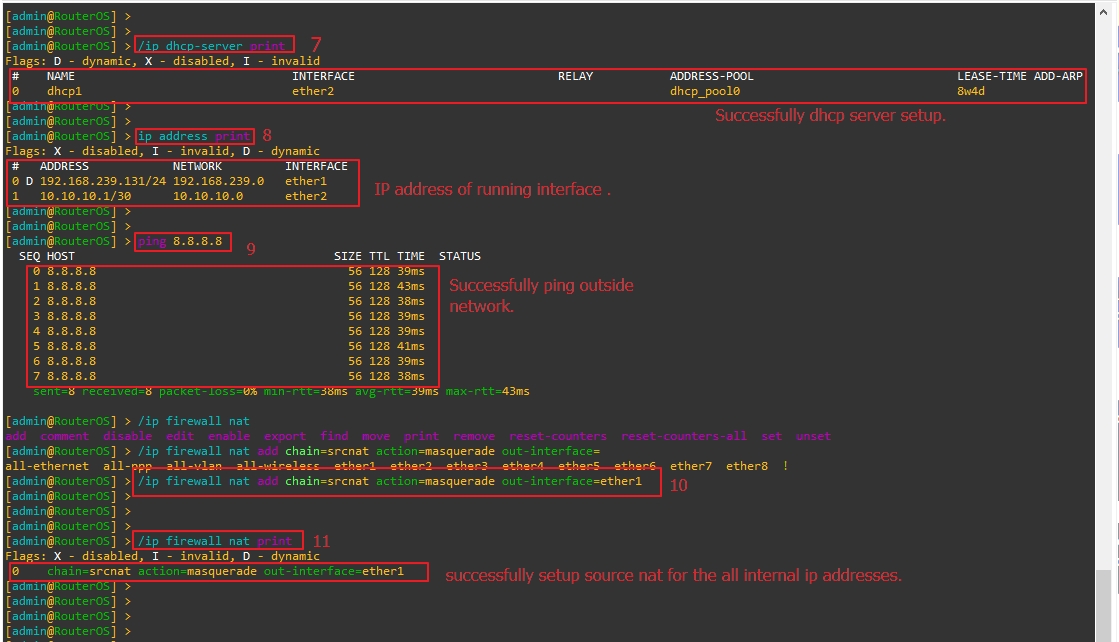 [admin@RouterOS] >
[admin@RouterOS] >
[admin@RouterOS] > /ip dhcp-server print 7
Flags: D - dynamic, X - disabled, I - invalid
# NAME INTERFACE RELAY ADDRESS-POOL LEASE-TIME ADD-ARP
0 dhcp1 ether2 dhcp_pool0 8w4d
[admin@RouterOS] >
Successfully dhcp server setup.
[admin@RouterOS] >
[admin@RouterOS] > ip address print 8
Flags: X - disabled, I - invalid, D - dynamic
# ADDRESS NETWORK INTERFACE
0 D 192.168.239.131/24 192.168.239.0 ether1
IP address of running interface .
1 10.10.10.1/30 10.10.10.0 ether2
[admin@RouterOS] >
[admin@RouterOS] >
[admin@RouterOS] > ping 8.8.8.8 9
SEQ HOST SIZE TTL TIME STATUS
0 8.8.8.8 56 128 39ms
1 8.8.8.8 56 128 43ms
2 8.8.8.8 56 128 38ms
3 8.8.8.8 56 128 39ms
4 8.8.8.8 56 128 39ms
5 8.8.8.8 56 128 41ms
6 8.8.8.8 56 128 39ms
7 8.8.8.8 56 128 38ms
Successfully ping outside
network.
sent=8 received=8 packet-loss=0% min-rtt=38ms avg-rtt=39ms max-rtt=43ms
[admin@RouterOS] > /ip firewall nat
add comment disable edit enable export find move print remove reset-counters reset-counters-all set unset
[admin@RouterOS] > /ip firewall nat add chain=srcnat action=masquerade out-interface=
all-ethernet all-ppp all-vlan all-wireless ether1 ether2 ether3 ether4 ether5 ether6 ether7 ether8 !
[admin@RouterOS] > /ip firewall nat add chain=srcnat action=masquerade out-interface=ether1 10
[admin@RouterOS] >
[admin@RouterOS] >
[admin@RouterOS] >
[admin@RouterOS] > /ip firewall nat print 11
Flags: X - disabled, I - invalid, D - dynamic
0 chain=srcnat action=masquerade out-interface=ether1
successfully setup source nat for the all internal ip addresses.
[admin@RouterOS] >
[admin@RouterOS] >
[admin@RouterOS] >
[admin@RouterOS] >